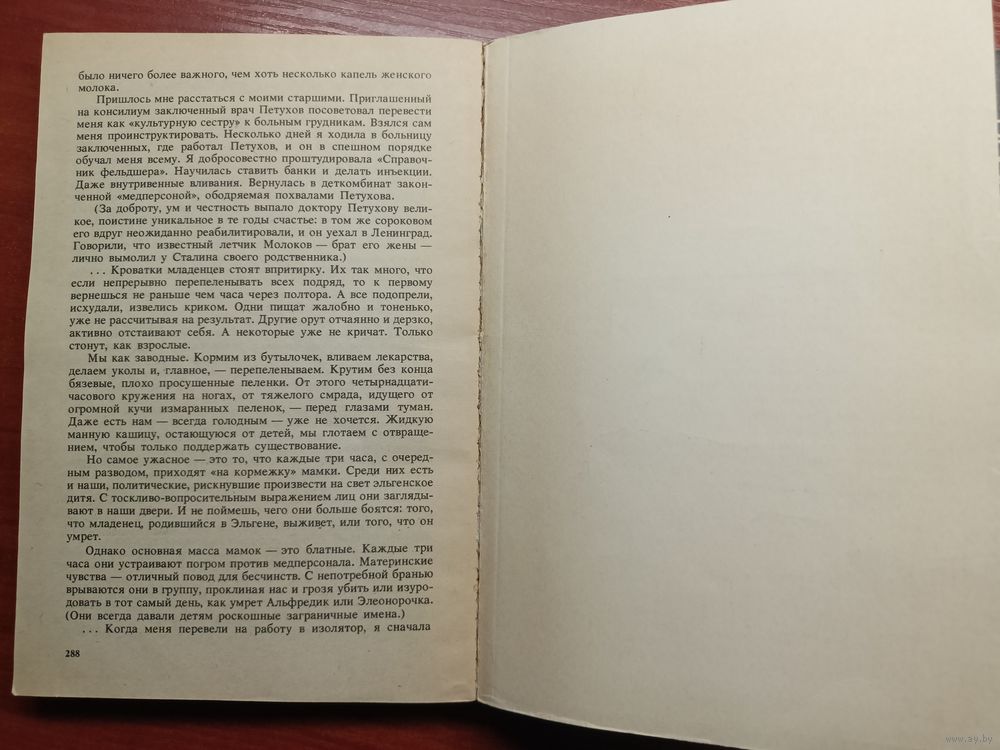 было ничего более важного, чем хоть несколько капель женского
молока.
Пришлось мне расстаться с моими старшими. Приглашенный
на консилиум заключенный врач Петухов посоветовал перевести
меня как «культурную сестру» к больным грудникам. Взялся сам
меня проинструктировать. Несколько дней я ходила в больницу
заключенных, где работал Петухов, и он в спешном порядке
обучал меня всему. Я добросовестно проштудировала «Справоч-
ник фельдшера». Научилась ставить банки и делать инъекции.
Даже внутривенные вливания. Вернулась в деткомбинат закон-
ченной «медперсоной», ободряемая похвалами Петухова.
(За доброту, ум и честность выпало доктору Петухову вели-
кое, поистине уникальное в те годы счастье: в том же сороковом
его вдруг неожиданно реабилитировали, и он уехал в Ленинград.
Говорили, что известный летчик Молоков — брат его жены —
лично вымолил у Сталина своего родственника.)
... Кроватки младенцев стоят впритирку. Их так много, что
если непрерывно перепеленывать всех подряд, то к первому
вернешься не раньше чем часа через полтора. А все подопрели,
исхудали, извелись криком. Одни пищат жалобно и тоненько,
уже не рассчитывая на результат. Другие орут отчаянно и дерзко,
активно отстаивают себя. А некоторые уже не кричат. Только
стонут, как взрослые.
Мы как заводные. Кормим из бутылочек, вливаем лекарства,
делаем уколы и, главное, — перепеленываем. Крутим без конца
бязевые, плохо просушенные пеленки. От этого четырнадцати-
часового кружения на ногах, от тяжелого смрада, идущего от
огромной кучи измаранных пеленок, — перед глазами туман.
Даже есть нам — всегда голодным — уже не хочется. Жидкую
манную кашицу, остающуюся от детей, мы глотаем с отвраще-
нием, чтобы только поддержать существование.
Но самое ужасное — это то, что каждые три часа, с очеред-
ным разводом, приходят «на кормежку» мамки. Среди них есть
и наши, политические, рискнувшие произвести на свет эльгенское
дитя. С тоскливо-вопросительным выражением лиц они загляды-
вают в наши двери. И не поймешь, чего они больше боятся: того,
что младенец, родившийся в Эльгене, выживет, или того, что он
умрет.
Однако основная масса мамок — это блатные. Каждые три
часа они устраивают погром против медперсонала. Материнские
чувства — отличный повод для бесчинств. С непотребной бранью
врываются они в группу, проклиная нас и грозя убить или изуро-
довать в тот самый день, как умрет Альфредик или Элеонорочка.
(Они всегда давали детям роскошные заграничные имена.)
... Когда меня перевели на работу в изолятор, я сначала
288
www.ay.by